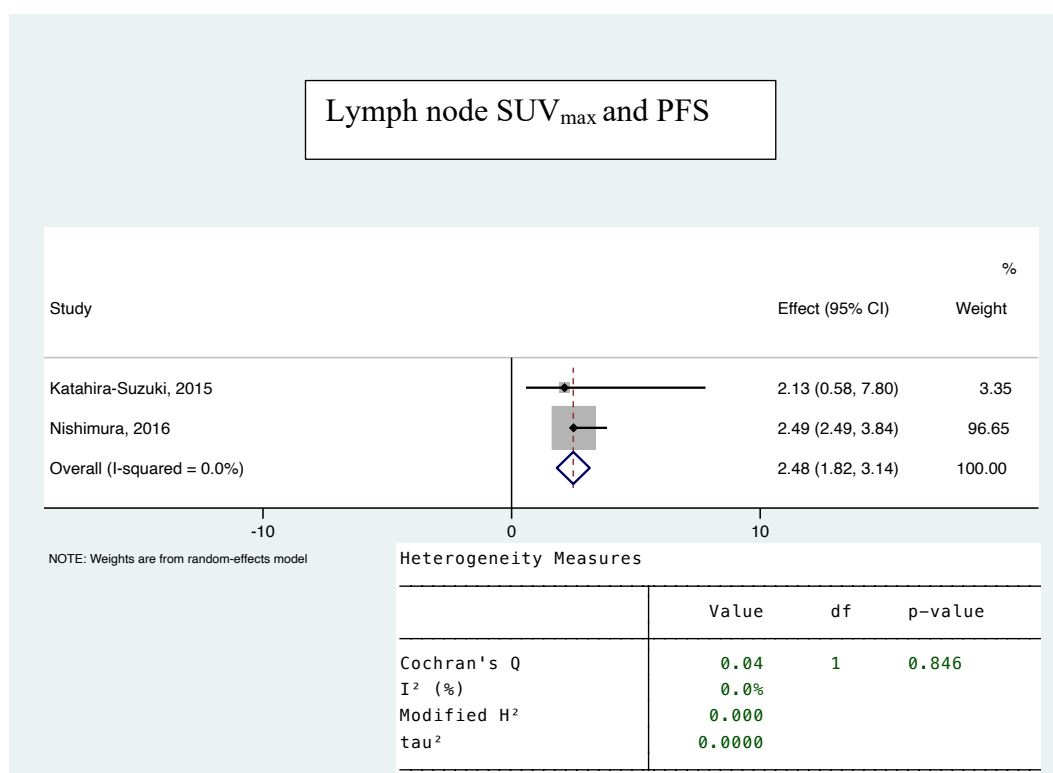 Lymph node SUVmax and PFS
%
Study Effect (95% CI) Weight
Katahira-Suzuki, 2015 2.13 (0.58, 7.80) 3.35
Nishimura, 2016 2.49 (2.49, 3.84) 96.65
Overall (I-squared = 0.0%) 2.48 (1.82, 3.14) 100.00
-10 0 10
NOTE: Weights are from random-effects model
Heterogeneity Measures
Value df p-value
Cochran's Q 0.04 1 0.846
I² (%) 0.0%
Modified H² 0.000
tau² 0.0000